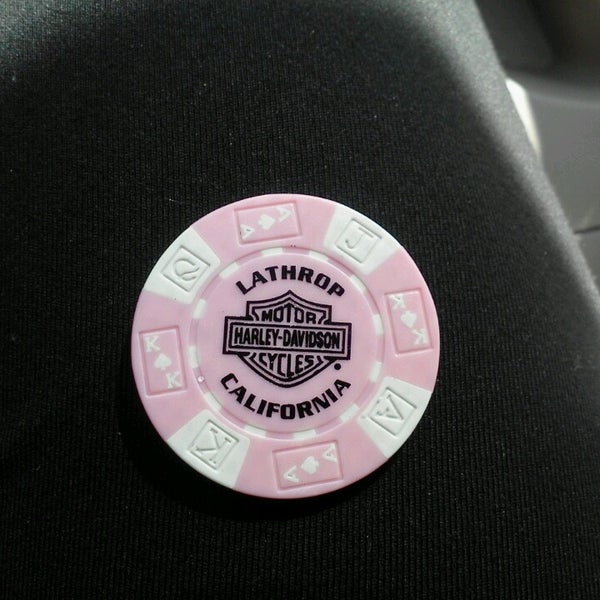 LATHROP
MOTOR
HARLEY-DAVIDSON
CYCLES
CALIFORNIA
A A
J
K K
A
A A
K
K K
Q